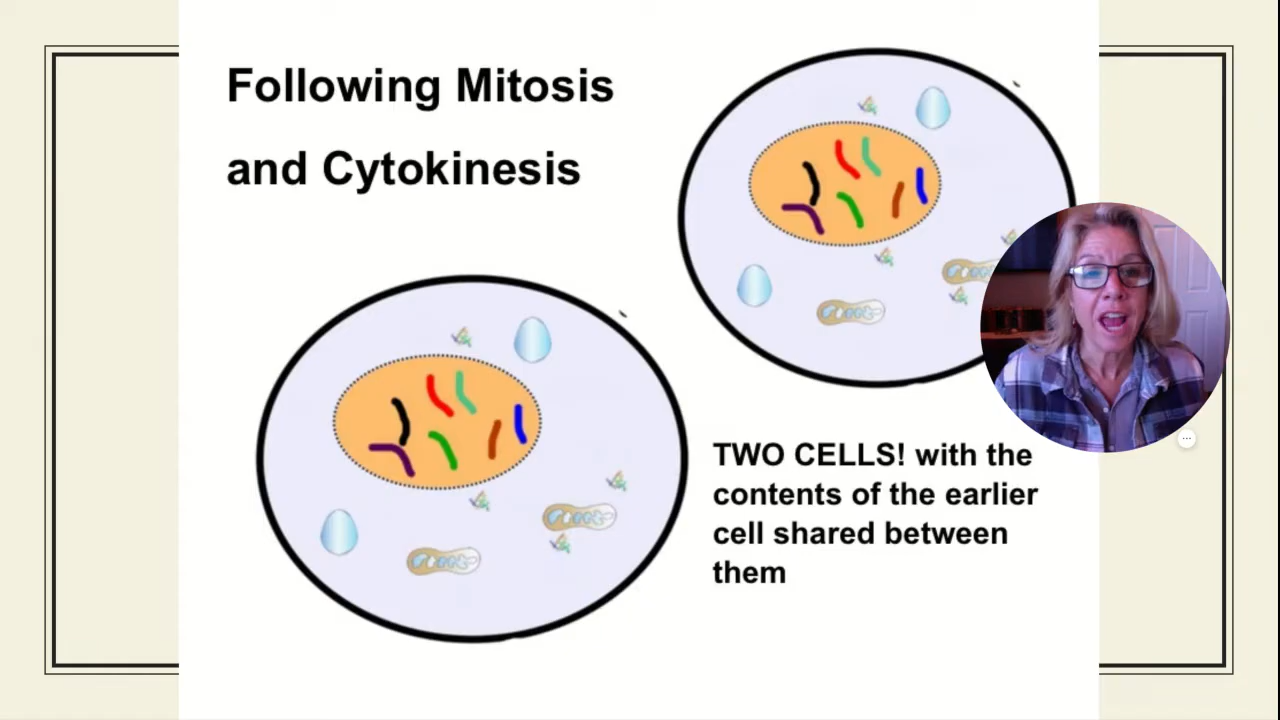 Following Mitosis
and Cytokinesis
TWO CELLS! with the
contents of the earlier
cell shared between
them